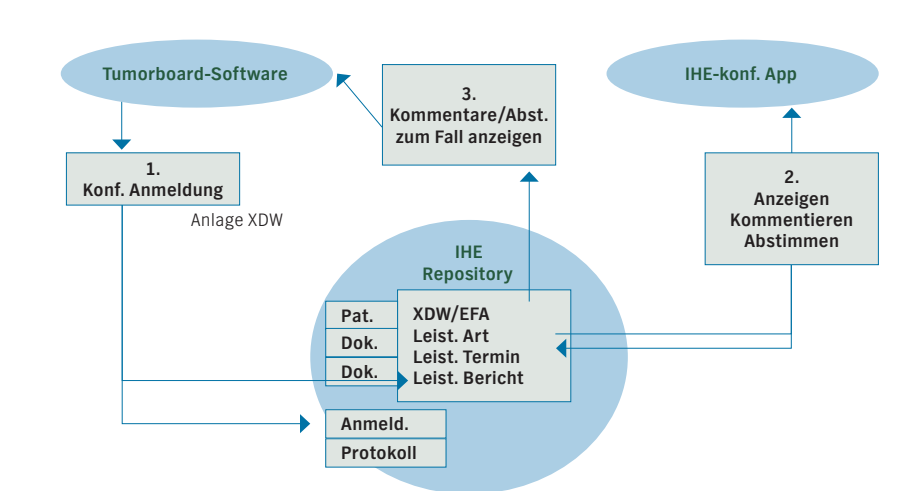 Tumorboard-Software
IHE-konf. App
3.
Kommentare/Abst.
zum Fall anzeigen
1.
Konf. Anmeldung
Anlage XDW
2.
Anzeigen
Kommentieren
Abstimmen
IHE
Repository
Pat.
Dok.
Dok.
XDW/EFA
Leist. Art
Leist. Termin
Leist. Bericht
Anmeld.
Protokoll